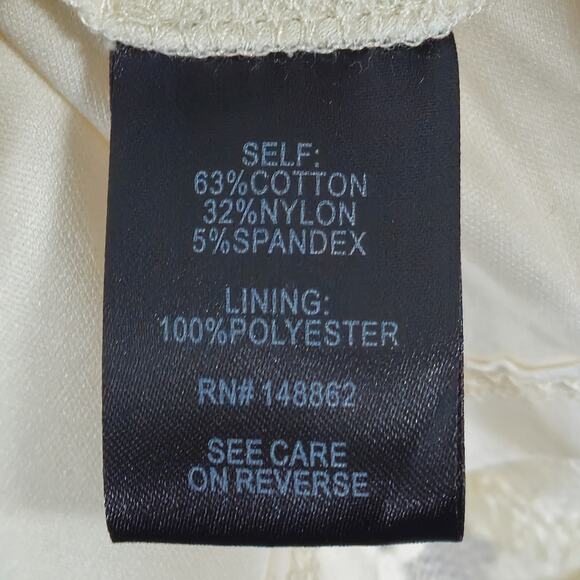 SELF:
63%COTTON
32%NYLON
5%SPANDEX
LINING:
100%POLYESTER
RN# 148862
SEE CARE
ON REVERSE